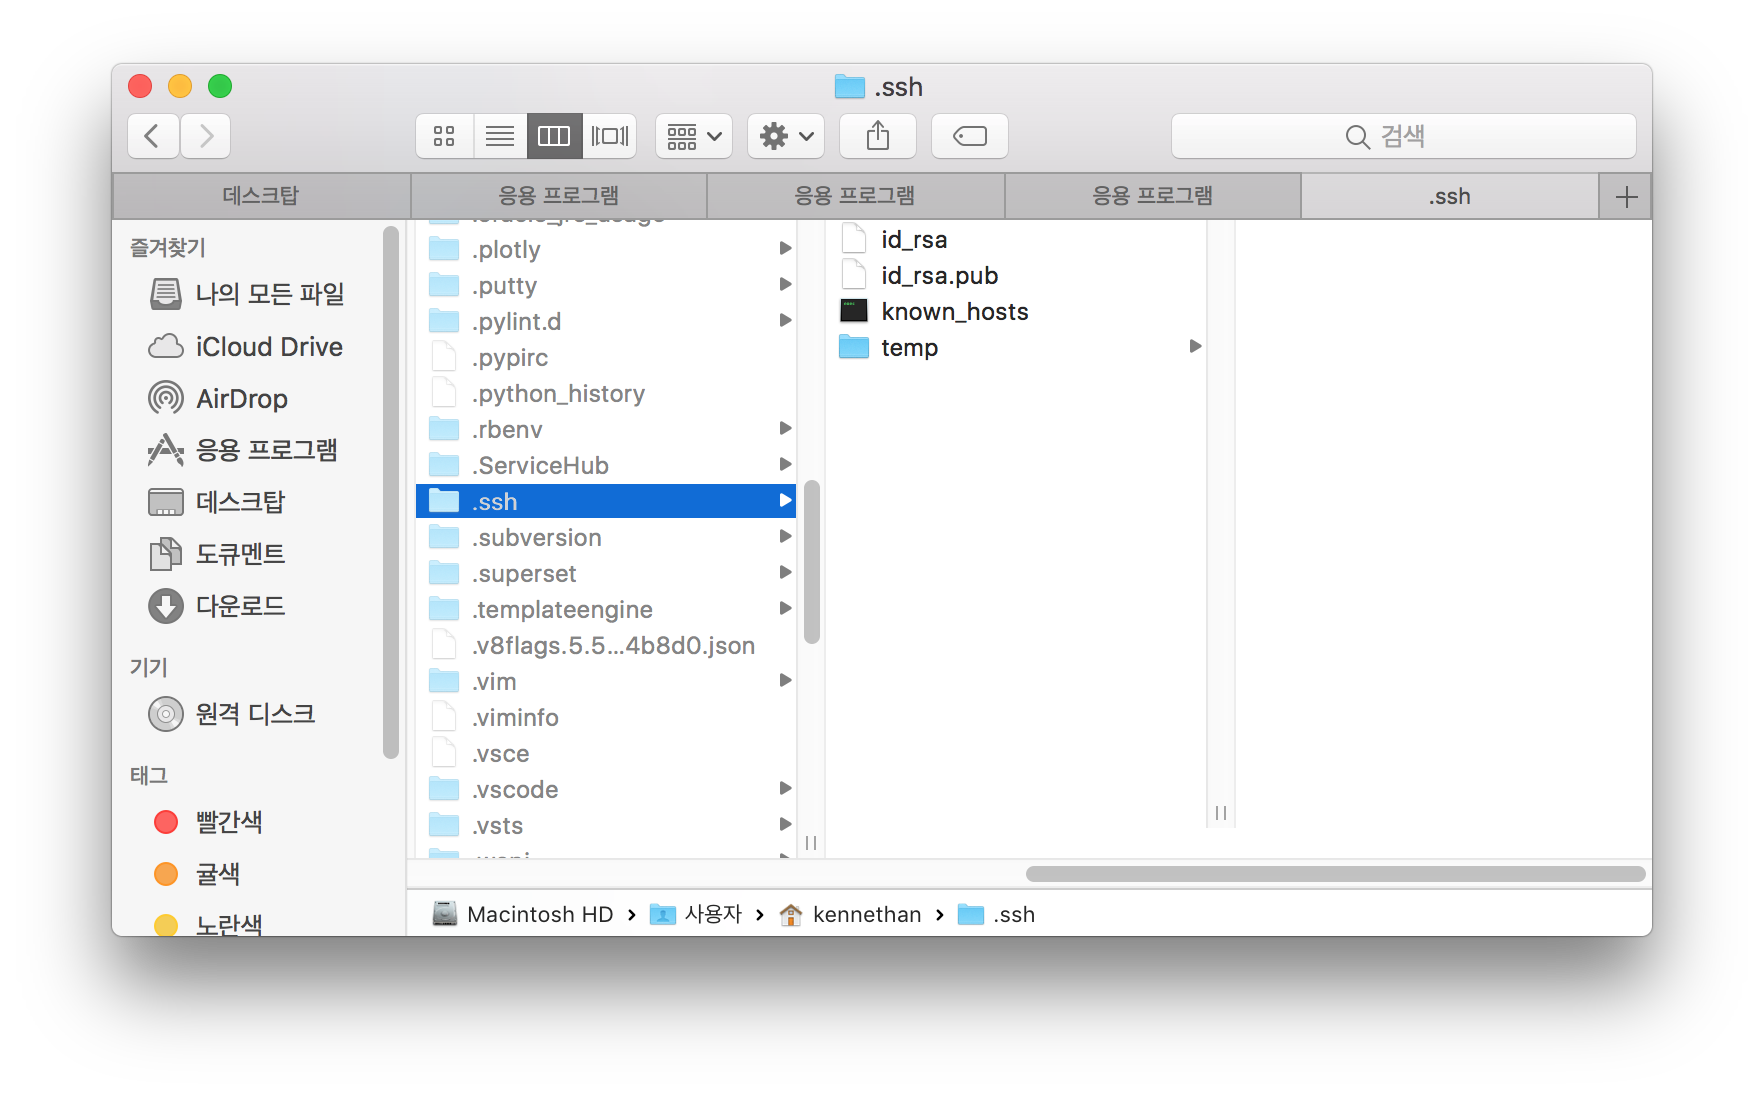 .ssh
검색
데스크탑
응용 프로그램
응용 프로그램
응용 프로그램
.ssh
즐겨찾기
나의 모든 파일
iCloud Drive
AirDrop
응용 프로그램
데스크탑
도큐멘트
다운로드
기기
원격 디스크
태그
빨간색
귤색
노란색
.plotly
.putty
.pylint.d
.pypirc
.python_history
.rbenv
.ServiceHub
.ssh
.subversion
.superset
.templateengine
.v8flags.5.5...4b8d0.json
.vim
.viminfo
.vsce
.vscode
.vsts
id_rsa
id_rsa.pub
known_hosts
temp
Macintosh HD › 사용자 › kennethan › .ssh